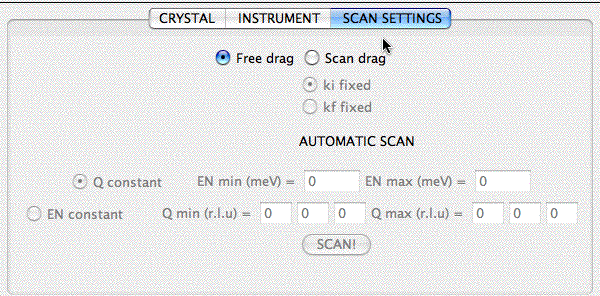 CRYSTAL INSTRUMENT SCAN SETTINGS
Free drag Scan drag
ki fixed
kf fixed
AUTOMATIC SCAN
Q constant EN min (meV) = 0 EN max (meV) = 0
EN constant Q min (r.l.u) = 0 0 0 Q max (r.l.u) = 0 0 0
SCAN!